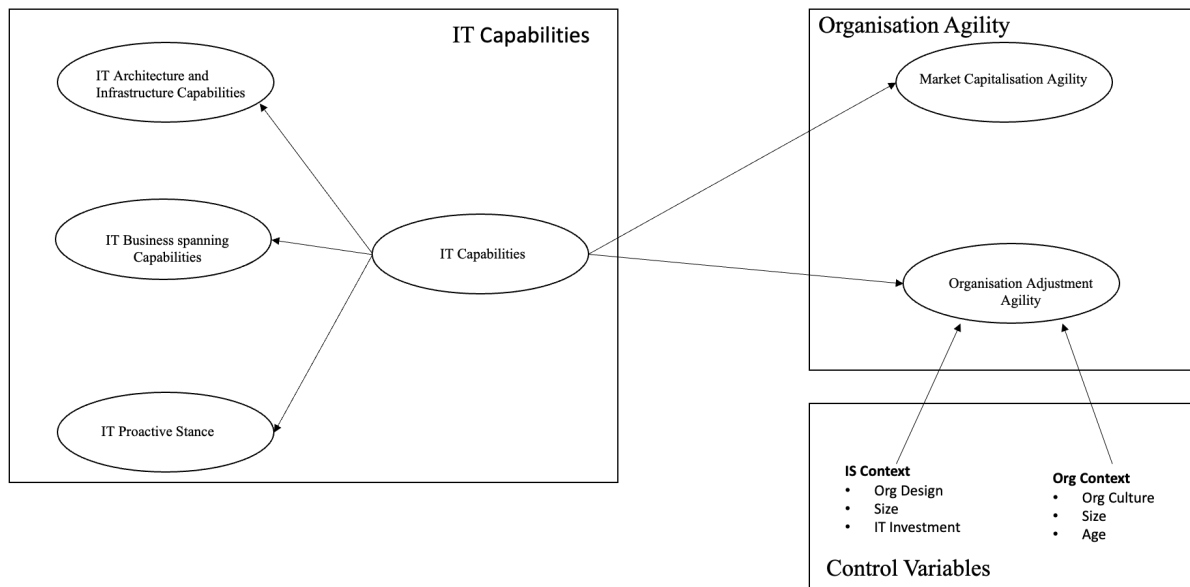 IT Capabilities
IT Architecture and
Infrastructure Capabilities
IT Business spanning
Capabilities
IT Capabilities
IT Proactive Stance
Organisation Agility
Market Capitalisation Agility
Organisation Adjustment
Agility
IS Context
• Org Design
• Size
• IT Investment
Org Context
• Org Culture
• Size
• Age
Control Variables